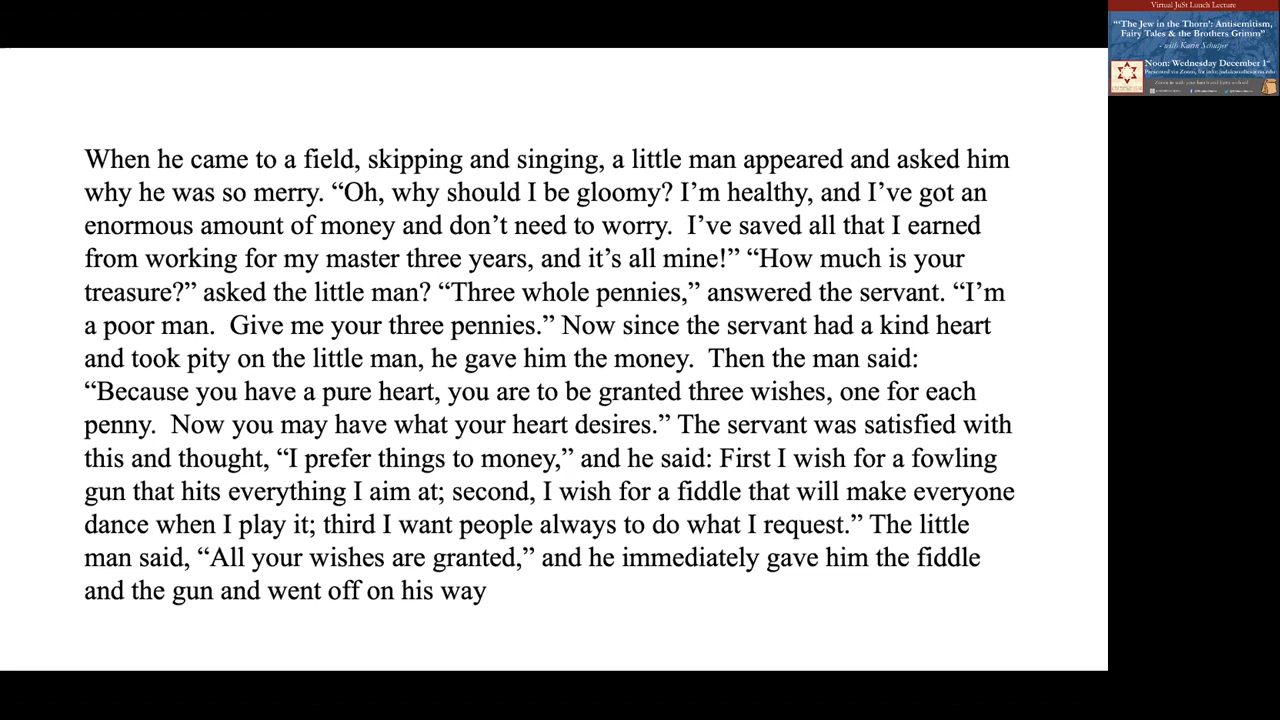 Virtual JuSt Lunch Lecture
"'The Jew in the Thorn': Antisemitism,
Fairy Tales & the Brothers Grimm"
- with Karin Schutjer
Noon: Wednesday December 1st
When he came to a field, skipping and singing, a little man appeared and asked him
why he was so merry. “Oh, why should I be gloomy? I’m healthy, and I’ve got an
enormous amount of money and don’t need to worry.  I’ve saved all that I earned
from working for my master three years, and it’s all mine!” “How much is your
treasure?” asked the little man? “Three whole pennies,” answered the servant. “I’m
a poor man.  Give me your three pennies.” Now since the servant had a kind heart
and took pity on the little man, he gave him the money.  Then the man said:
“Because you have a pure heart, you are to be granted three wishes, one for each
penny.  Now you may have what your heart desires.” The servant was satisfied with
this and thought, “I prefer things to money,” and he said: First I wish for a fowling
gun that hits everything I aim at; second, I wish for a fiddle that will make everyone
dance when I play it; third I want people always to do what I request.” The little
man said, “All your wishes are granted,” and he immediately gave him the fiddle
and the gun and went off on his way